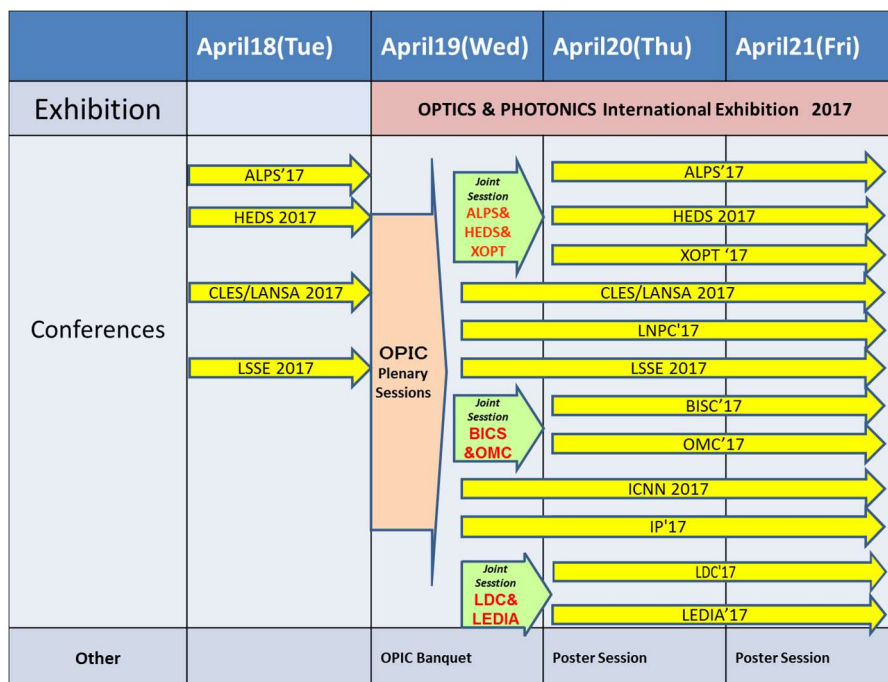 April18(Tue)
April19(Wed)
April20(Thu)
April21(Fri)
Exhibition
OPTICS & PHOTONICS International Exhibition 2017
Conferences
ALPS’17
HEDS 2017
CLES/LANSA 2017
LSSE 2017
OPIC
Plenary
Sessions
Joint
Sesstion
ALPS&
HEDS&
XOPT
ALPS’17
HEDS 2017
XOPT ‘17
CLES/LANSA 2017
LNPC'17
LSSE 2017
Joint
Sesstion
BICS
&OMC
BISC’17
OMC’17
ICNN 2017
IP'17
Joint
Sesstion
LDC&
LEDIA
LDC'17
LEDIA’17
Other
OPIC Banquet
Poster Session
Poster Session